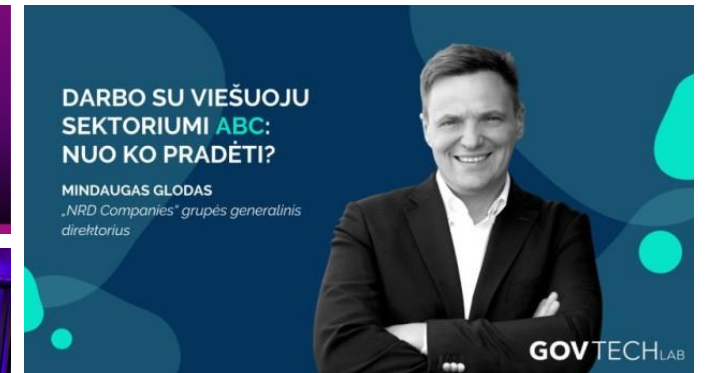 DARBO SU VIEŠUOJU
SEKTORIUMI ABC:
NUO KO PRADĖTI?
MINDAUGAS GLODAS
„NRD Companies“ grupės generalinis
direktorius
GOVTECHLAB